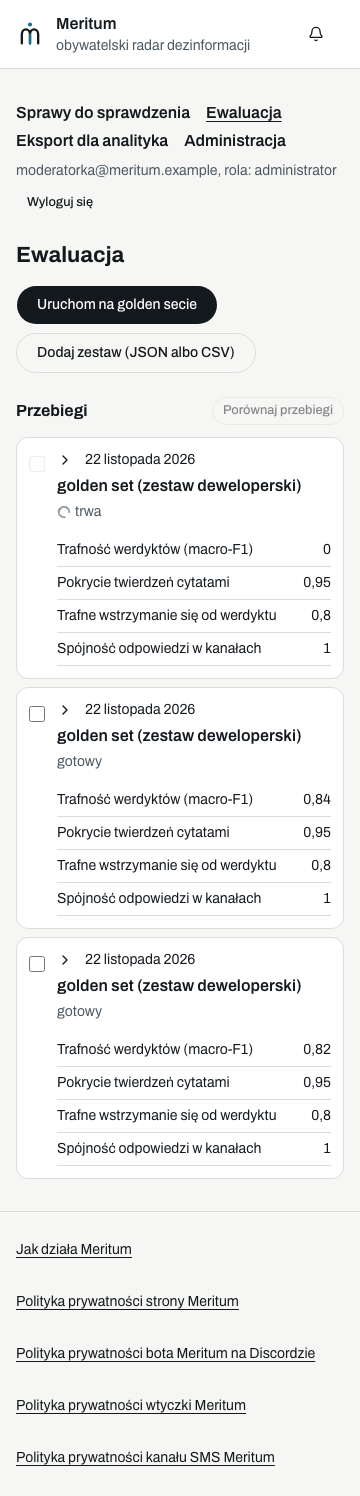 Meritum
obywatelski radar dezinformacji
Sprawy do sprawdzenia Ewaluacja
Eksport dla analityka Administracja
moderatorka@meritum.example, rola: administrator
Wyloguj się
Ewaluacja
Uruchom na golden secie
Dodaj zestaw (JSON albo CSV)
Przebiegi Porównaj przebiegi
22 listopada 2026
golden set (zestaw deweloperski)
trwa
Trafność werdyktów (macro-F1) 0
Pokrycie twierdzeń cytatami 0,95
Trafne wstrzymanie się od werdyktu 0,8
Spójność odpowiedzi w kanałach 1
22 listopada 2026
golden set (zestaw deweloperski)
gotowy
Trafność werdyktów (macro-F1) 0,84
Pokrycie twierdzeń cytatami 0,95
Trafne wstrzymanie się od werdyktu 0,8
Spójność odpowiedzi w kanałach 1
22 listopada 2026
golden set (zestaw deweloperski)
gotowy
Trafność werdyktów (macro-F1) 0,82
Pokrycie twierdzeń cytatami 0,95
Trafne wstrzymanie się od werdyktu 0,8
Spójność odpowiedzi w kanałach 1
Jak działa Meritum
Polityka prywatności strony Meritum
Polityka prywatności bota Meritum na Discordzie
Polityka prywatności wtyczki Meritum
Polityka prywatności kanału SMS Meritum